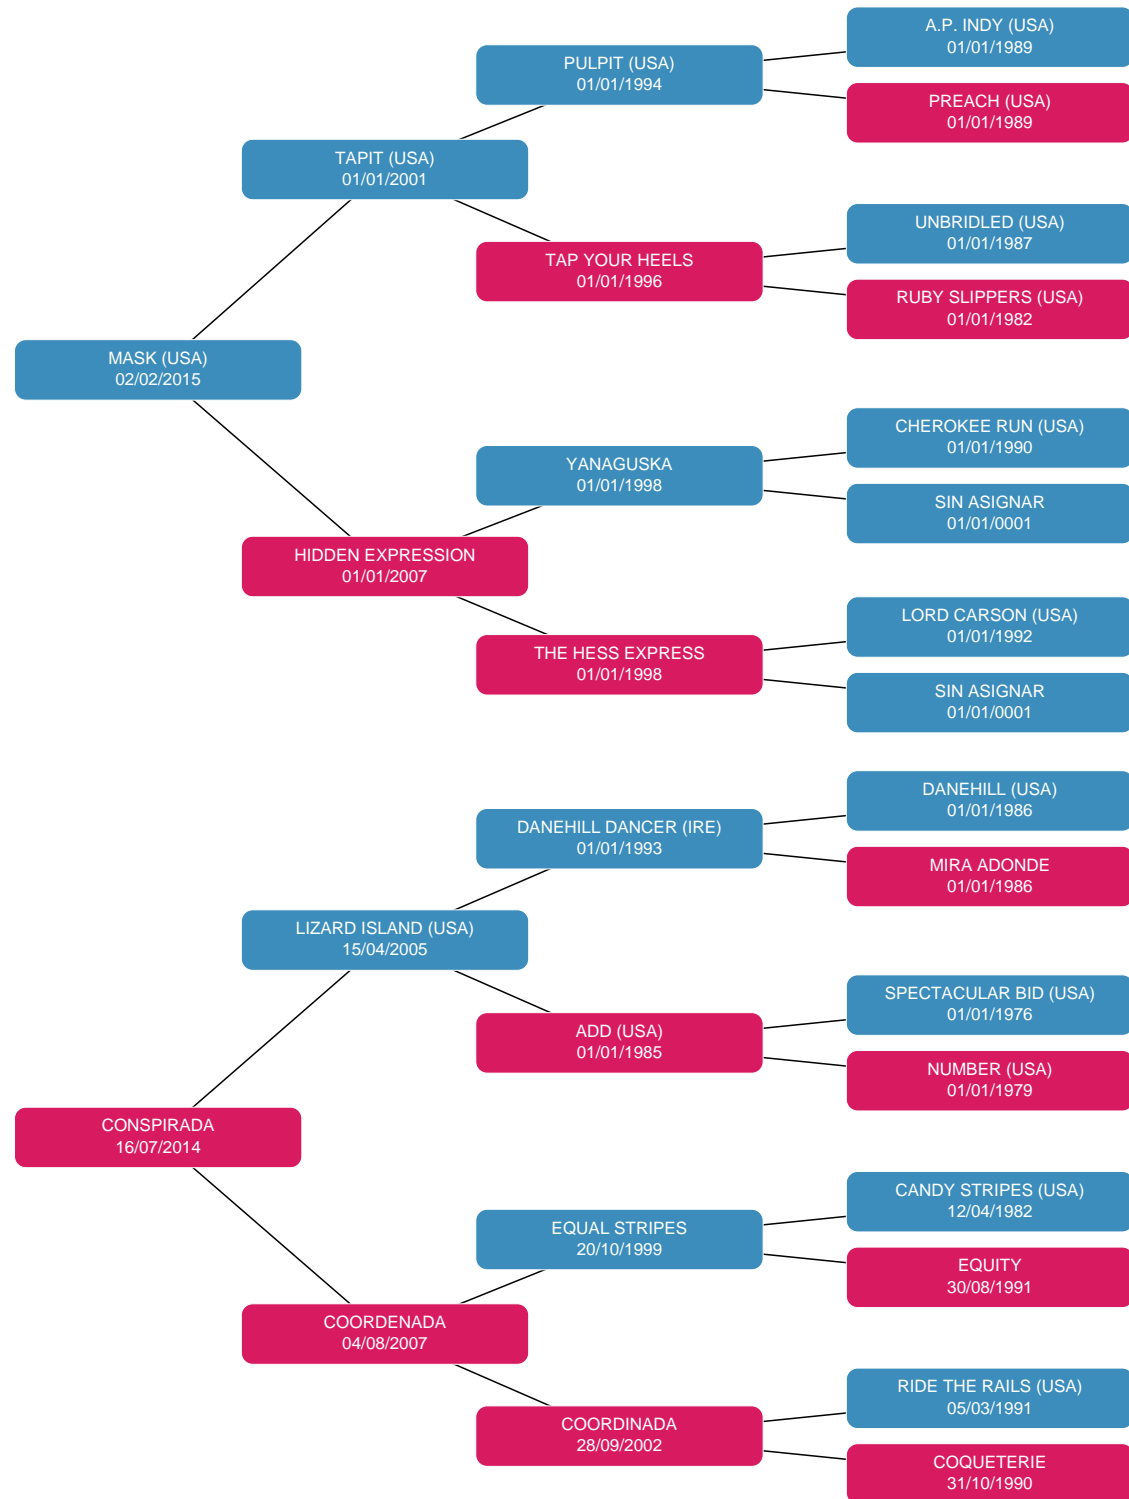 A.P. INDY (USA)
01/01/1989
PULPIT (USA)
01/01/1994
PREACH (USA)
01/01/1989
TAPIT (USA)
01/01/2001
UNBRIDLED (USA)
01/01/1987
TAP YOUR HEELS
01/01/1996
RUBY SLIPPERS (USA)
01/01/1982
MASK (USA)
02/02/2015
CHEROKEE RUN (USA)
01/01/1990
YANAGUSKA
01/01/1998
SIN ASIGNAR
01/01/0001
HIDDEN EXPRESSION
01/01/2007
LORD CARSON (USA)
01/01/1992
THE HESS EXPRESS
01/01/1998
SIN ASIGNAR
01/01/0001
DANEHILL (USA)
01/01/1986
DANEHILL DANCER (IRE)
01/01/1993
MIRA ADONDE
01/01/1986
LIZARD ISLAND (USA)
15/04/2005
SPECTACULAR BID (USA)
01/01/1976
ADD (USA)
01/01/1985
NUMBER (USA)
01/01/1979
CONSPIRADA
16/07/2014
CANDY STRIPES (USA)
12/04/1982
EQUAL STRIPES
20/10/1999
EQUITY
30/08/1991
COORDENADA
04/08/2007
RIDE THE RAILS (USA)
05/03/1991
COORDINADA
28/09/2002
COQUETERIE
31/10/1990